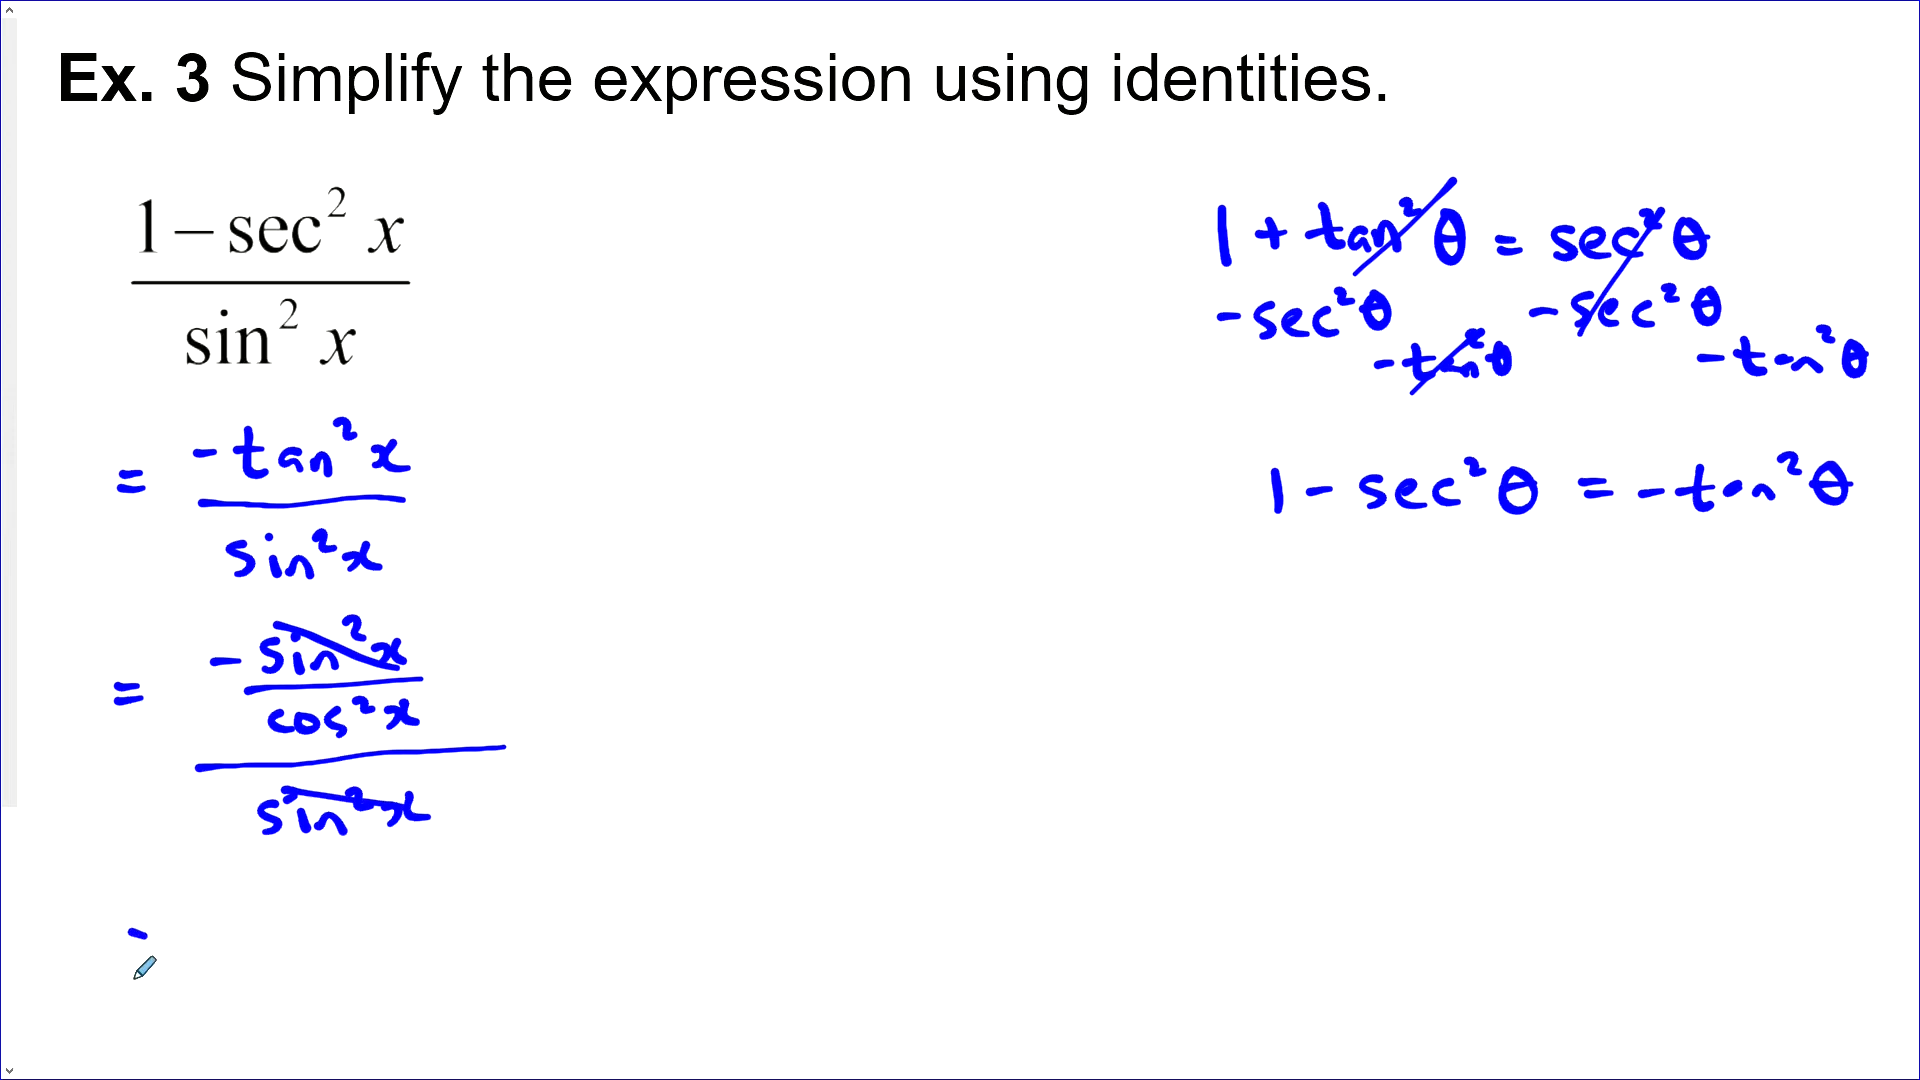 Ex. 3 Simplify the expression using identities.
1 – sec² x
sin² x
= -tan²x
sin²x
= -sin²x
cos²x
sin²x
-
1 + tan²θ = sec²θ
-sec²θ -sec²θ
-tan²θ -tan²θ
1 - sec²θ = -tan²θ